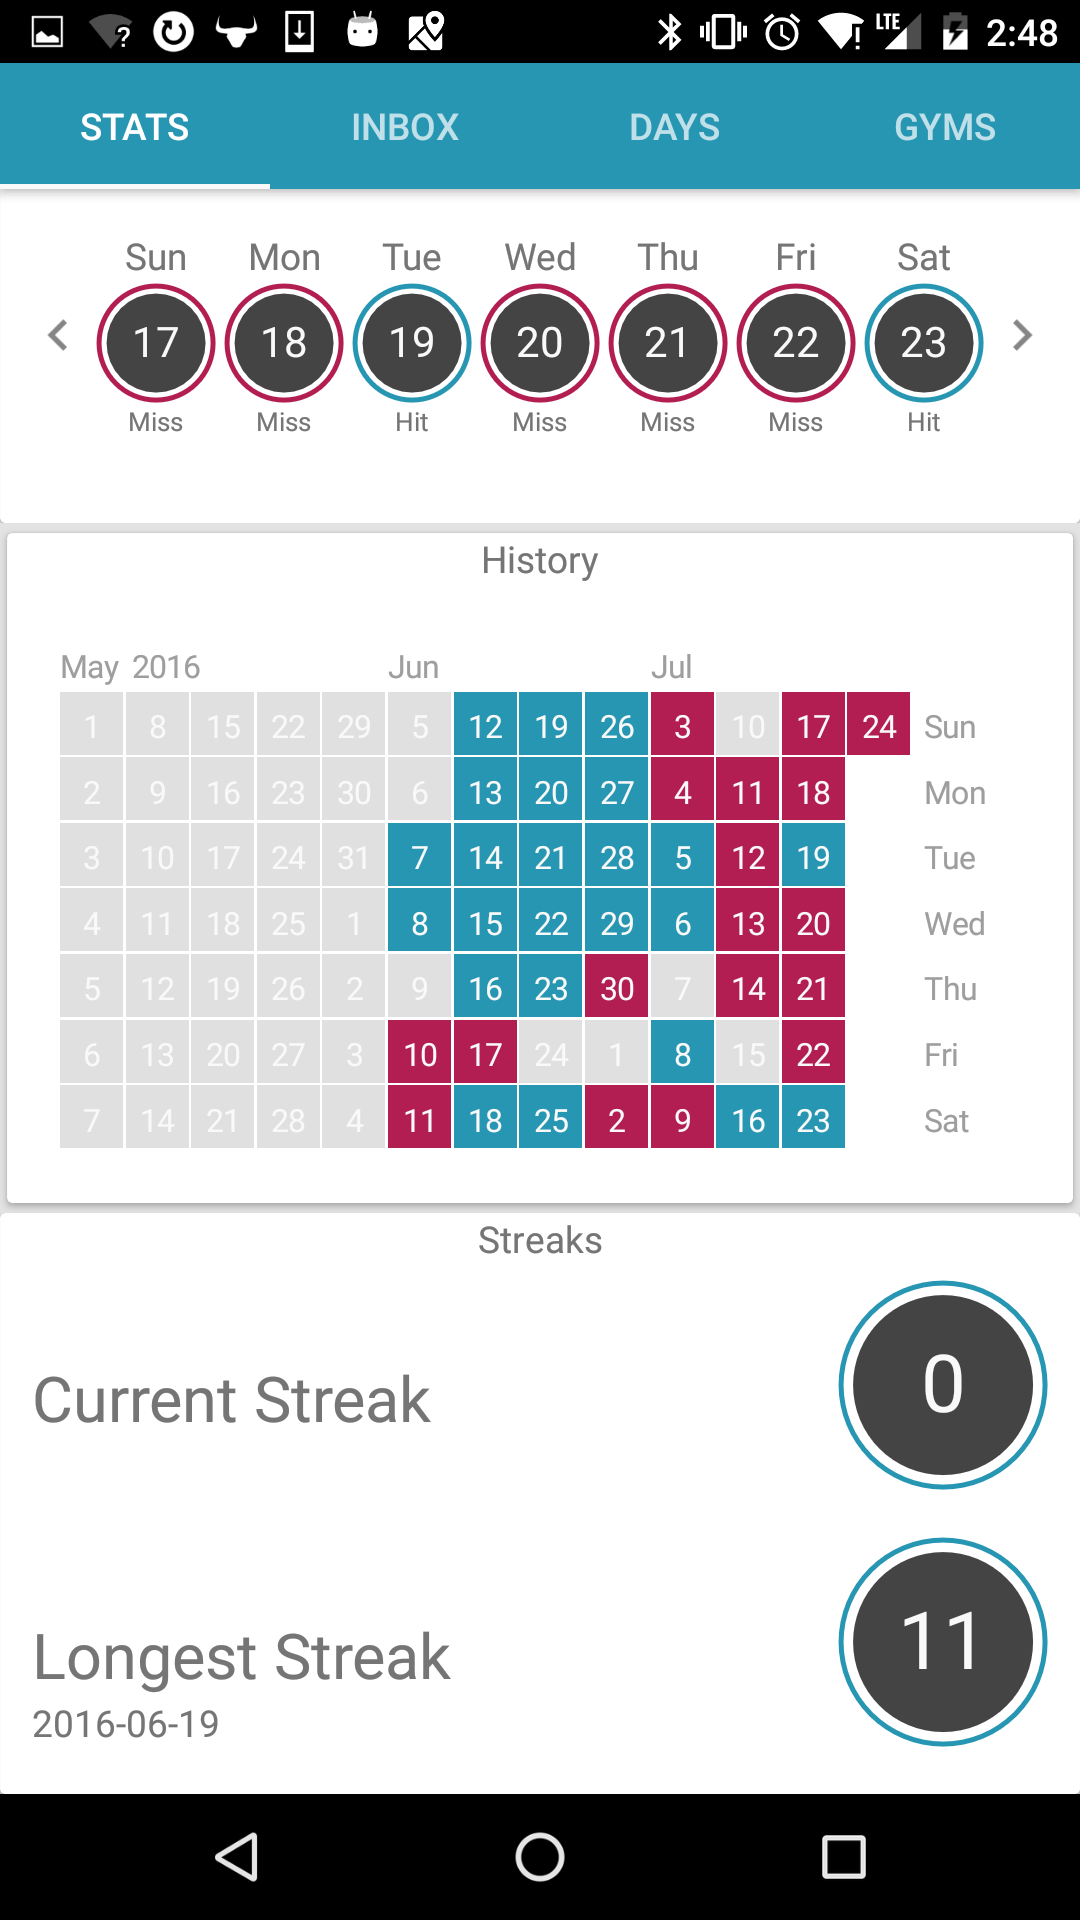 LTE 2:48
STATS INBOX DAYS GYMS
Sun Mon Tue Wed Thu Fri Sat
17 18 19 20 21 22 23
Miss Miss Hit Miss Miss Miss Hit
History
May 2016 Jun Jul
1 8 15 22 29 5 12 19 26 3 10 17 24 Sun
2 9 16 23 30 6 13 20 27 4 11 18 Mon
3 10 17 24 31 7 14 21 28 5 12 19 Tue
4 11 18 25 1 8 15 22 29 6 13 20 Wed
5 12 19 26 2 9 16 23 30 7 14 21 Thu
6 13 20 27 3 10 17 24 1 8 15 22 Fri
7 14 21 28 4 11 18 25 2 9 16 23 Sat
Streaks
Current Streak 0
Longest Streak 11
2016-06-19